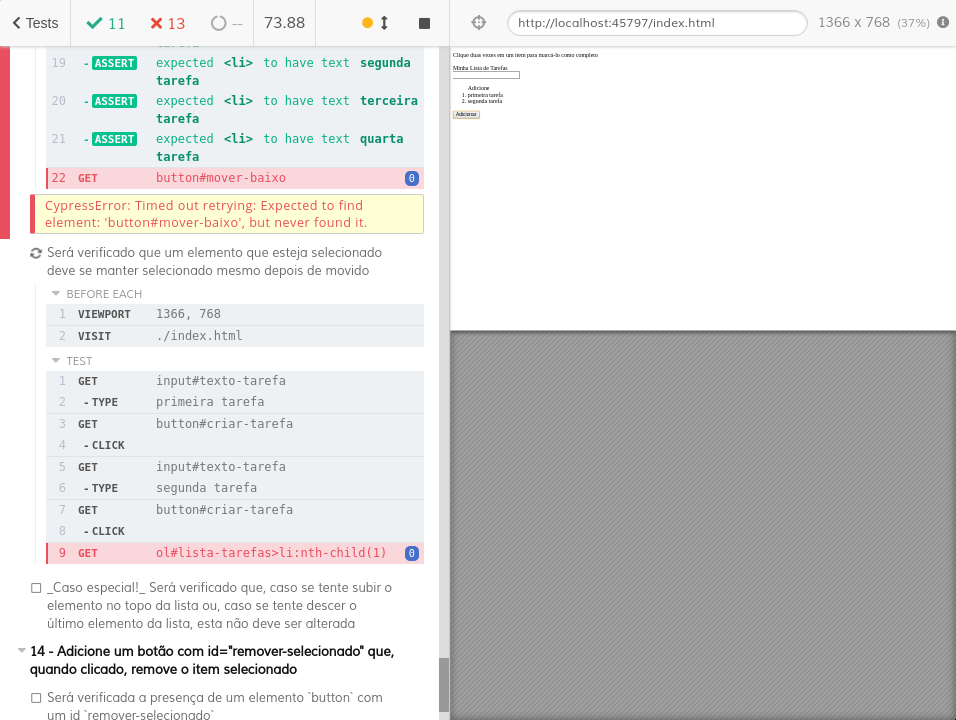 Tests 11 13 -- 73.88 http://localhost:45797/index.html 1366 x 768 (37%)
19 - ASSERT expected <li> to have text segunda
tarefa
20 - ASSERT expected <li> to have text terceira
tarefa
21 - ASSERT expected <li> to have text quarta
tarefa
22 GET button#mover-baixo 0
CypressError: Timed out retrying: Expected to find
element: 'button#mover-baixo', but never found it.
Será verificado que um elemento que esteja selecionado
deve se manter selecionado mesmo depois de movido
BEFORE EACH
1 VIEWPORT 1366, 768
2 VISIT ./index.html
TEST
1 GET input#texto-tarefa
2 - TYPE primeira tarefa
3 GET button#criar-tarefa
4 - CLICK
5 GET input#texto-tarefa
6 - TYPE segunda tarefa
7 GET button#criar-tarefa
8 - CLICK
9 GET ol#lista-tarefas>li:nth-child(1) 0
_Caso especial!_ Será verificado que, caso se tente subir o
elemento no topo da lista ou, caso se tente descer o
último elemento da lista, esta não deve ser alterada
14 - Adicione um botão com id="remover-selecionado" que,
quando clicado, remove o item selecionado
Será verificada a presença de um elemento `button` com
um id `remover-selecionado`
Clique duas vezes em um item para marcá-lo como completo
Minha Lista de Tarefas
Adicione
1. primeira tarefa
2. segunda tarefa
Adicionar